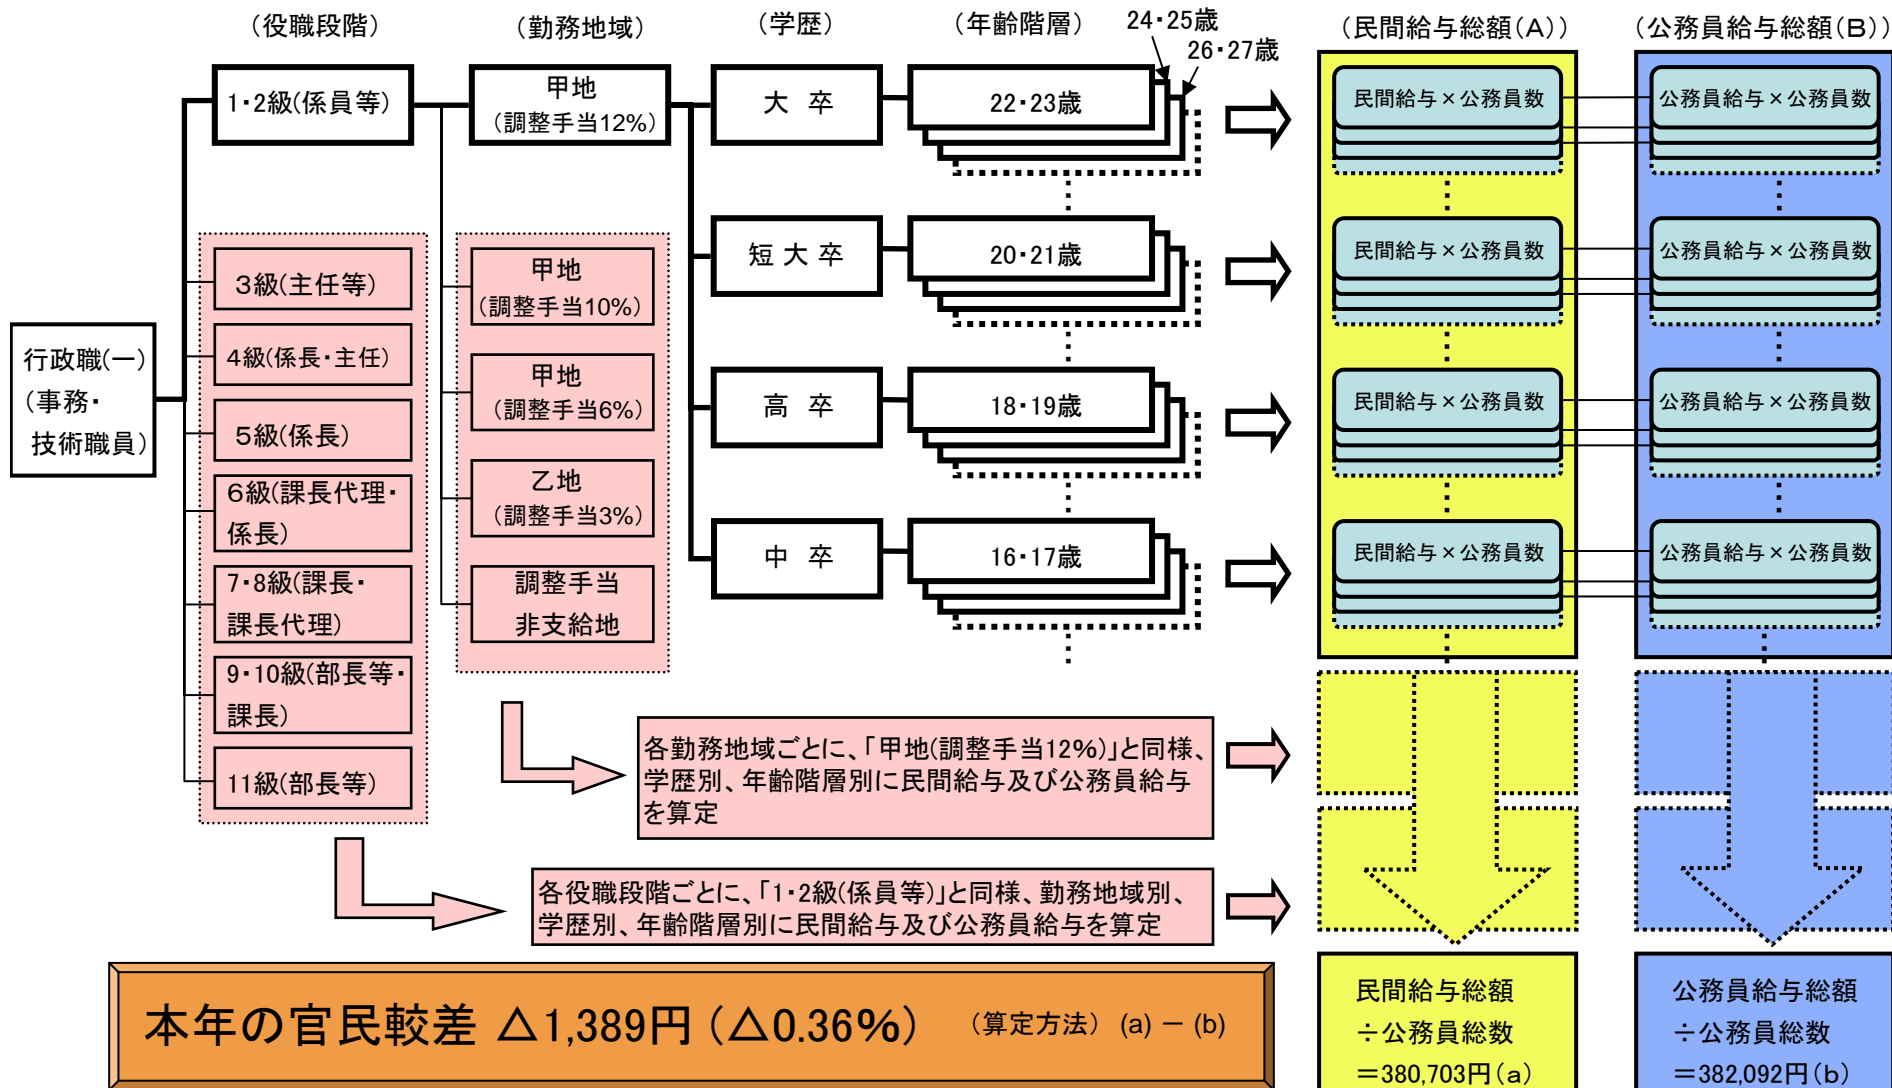 （役職段階）
（勤務地域）
（学歴）
（年齢階層）
24・25歳
26・27歳
（民間給与総額(A)）
（公務員給与総額(B)）
1・2級(係員等)
甲地
（調整手当12%）
大　卒
22・23歳
民間給与×公務員数
公務員給与×公務員数
短 大 卒
20・21歳
民間給与×公務員数
公務員給与×公務員数
高　卒
18・19歳
民間給与×公務員数
公務員給与×公務員数
中　卒
16・17歳
民間給与×公務員数
公務員給与×公務員数
行政職(一)
（事務・
技術職員）
3級(主任等)
4級(係長・主任)
5級(係長)
6級(課長代理・
係長)
7・8級(課長・
課長代理)
9・10級(部長等・
課長)
11級(部長等)
甲地
（調整手当10%）
甲地
（調整手当6%）
乙地
（調整手当3%）
調整手当
非支給地
各勤務地域ごとに、「甲地(調整手当12%)」と同様、
学歴別、年齢階層別に民間給与及び公務員給与
を算定
各役職段階ごとに、「1・2級(係員等)」と同様、勤務地域別、
学歴別、年齢階層別に民間給与及び公務員給与を算定
本年の官民較差 △1,389円（△0.36%）　（算定方法） (a) － (b)
民間給与総額
÷公務員総数
＝380,703円（a）
公務員給与総額
÷公務員総数
＝382,092円（b）